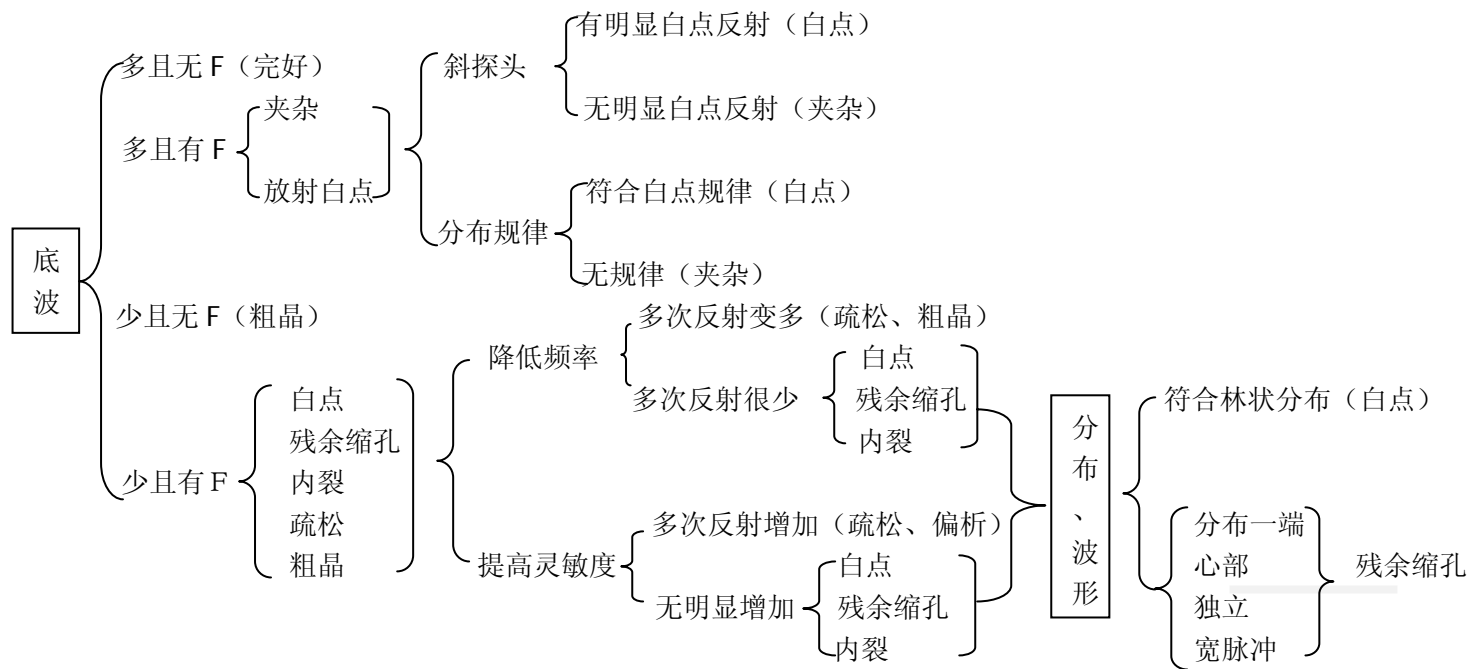 有明显白点反射（白点）
多且无 F（完好）
斜探头
夹杂
无明显白点反射（夹杂）
多且有 F
放射白点
符合白点规律（白点）
分布规律
底波
无规律（夹杂）
少且无 F（粗晶）
多次反射变多（疏松、粗晶）
降低频率
白点
多次反射很少
残余缩孔
内裂
符合林状分布（白点）
白点
残余缩孔
少且有 F
内裂
疏松
粗晶
分布、波形
多次反射增加（疏松、偏析）
提高灵敏度
白点
无明显增加
残余缩孔
内裂
分布一端
心部
残余缩孔
独立
宽脉冲